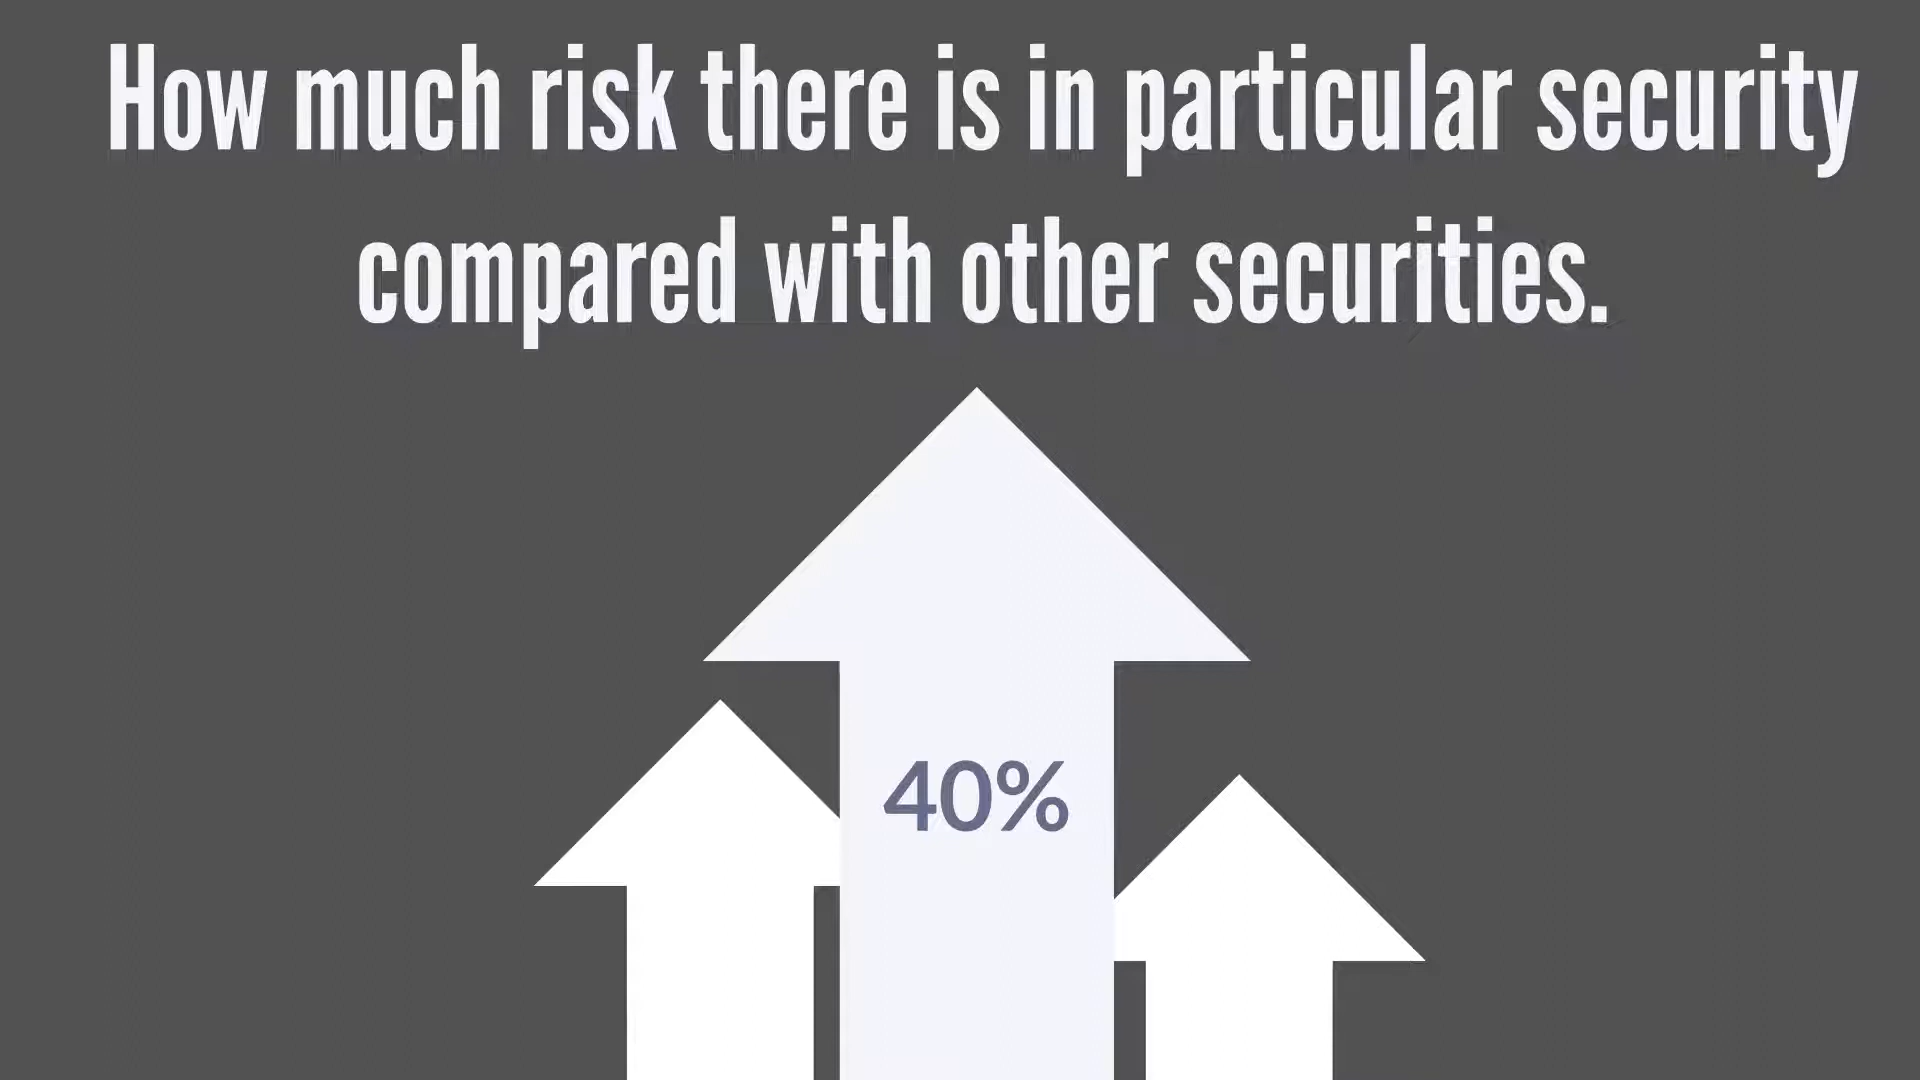 How much risk there is in particular security
compared with other securities.
40%